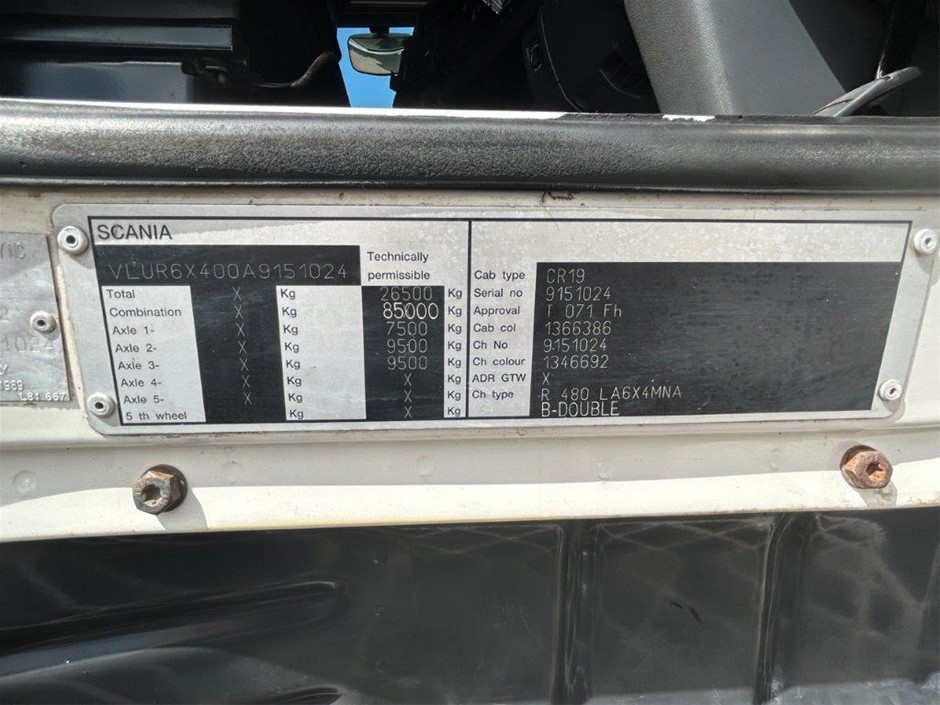 SCANIA
VLUR6X400A9151024
Technically
permissible
Total X Kg 26500 Kg
Combination X Kg 85000 Kg
Axle 1- X Kg 7500 Kg
Axle 2- X Kg 9500 Kg
Axle 3- X Kg 9500 Kg
Axle 4- X Kg X Kg
Axle 5- X Kg X Kg
5 th wheel Kg X Kg
Cab type CR19
Serial no 9151024
Approval T 071 Fh
Cab col 1366386
Ch No 9151024
Ch colour 1346692
ADR GTW X
Ch type R 480 LA6X4MNA
B-DOUBLE
L81.667